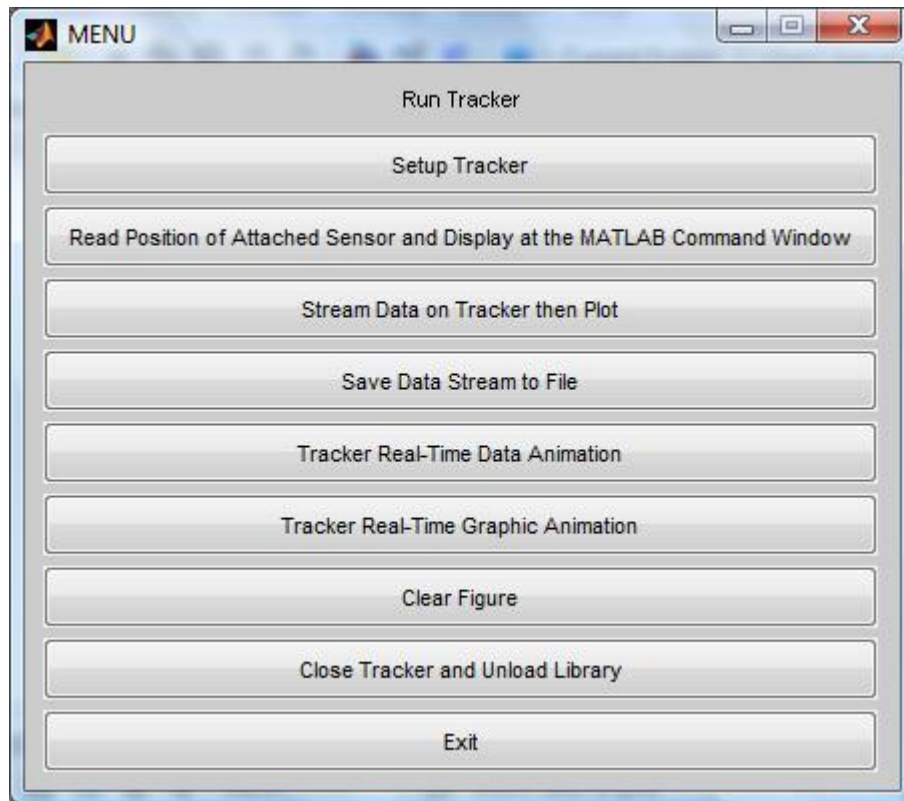 MENU
Run Tracker
Setup Tracker
Read Position of Attached Sensor and Display at the MATLAB Command Window
Stream Data on Tracker then Plot
Save Data Stream to File
Tracker Real-Time Data Animation
Tracker Real-Time Graphic Animation
Clear Figure
Close Tracker and Unload Library
Exit